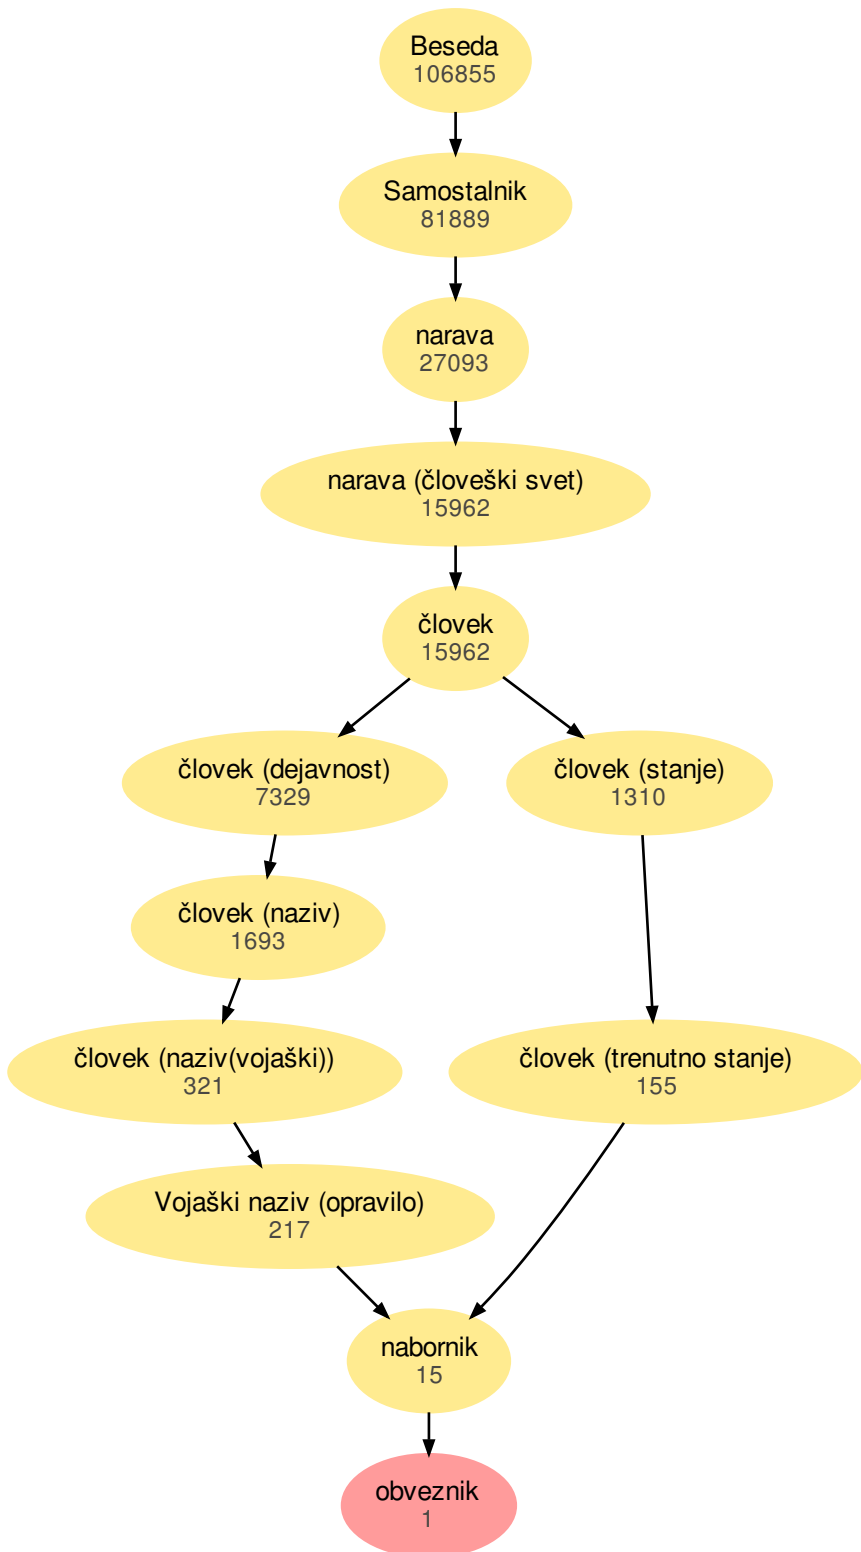 Beseda
106855
Samostalnik
81889
narava
27093
narava (človeški svet)
15962
človek
15962
človek (dejavnost)
7329
človek (stanje)
1310
človek (naziv)
1693
človek (naziv(vojaški))
321
človek (trenutno stanje)
155
Vojaški naziv (opravilo)
217
nabornik
15
obveznik
1